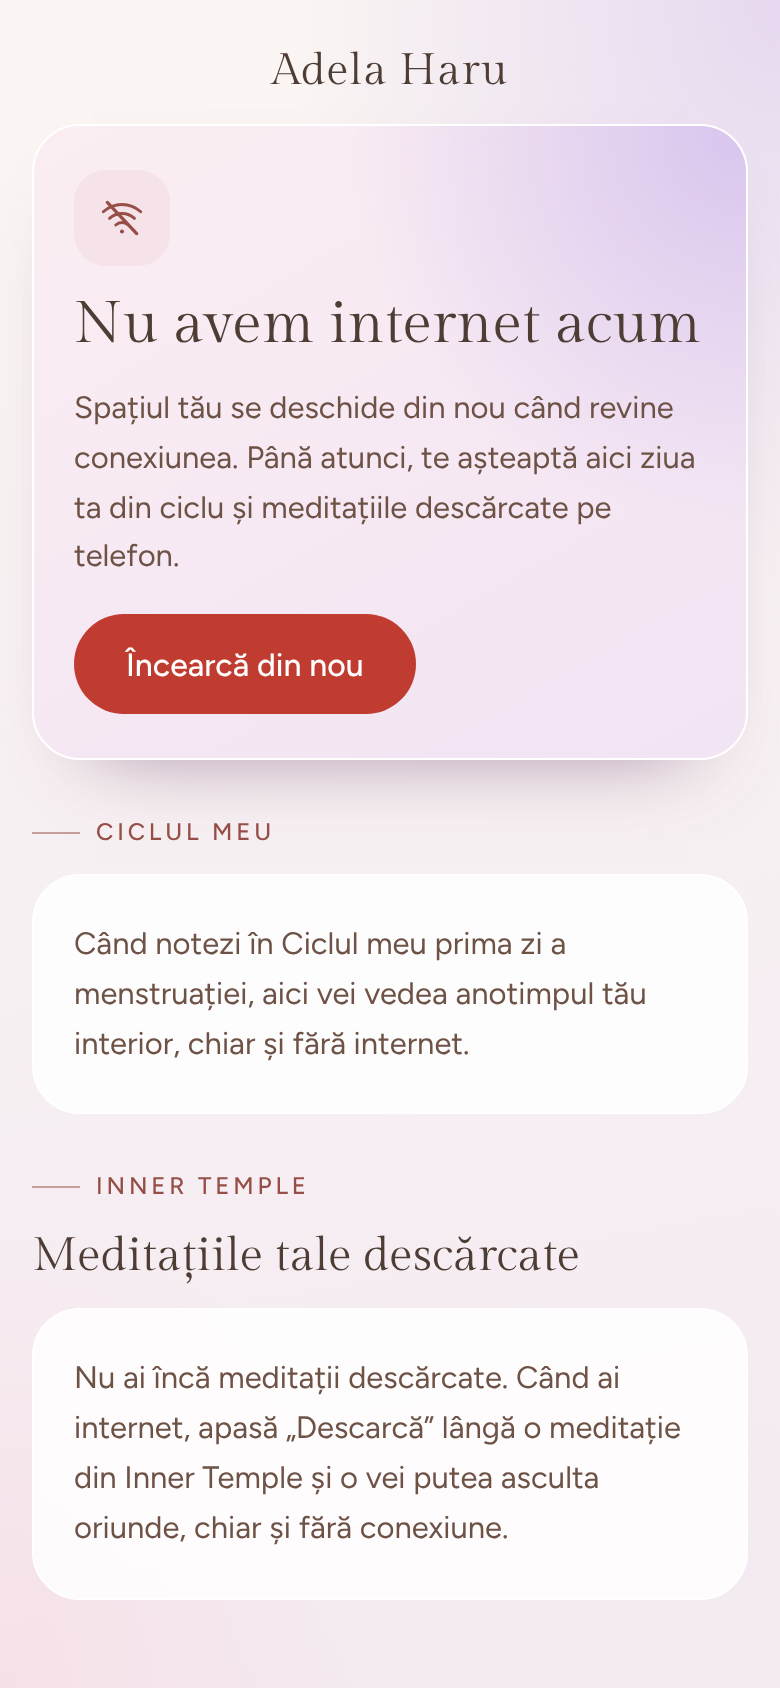 Adela Haru
Nu avem internet acum
Spațiul tău se deschide din nou când revine
conexiunea. Până atunci, te așteaptă aici ziua
ta din ciclu și meditațiile descărcate pe
telefon.
Încearcă din nou
CICLUL MEU
Când notezi în Ciclul meu prima zi a
menstruației, aici vei vedea anotimpul tău
interior, chiar și fără internet.
INNER TEMPLE
Meditațiile tale descărcate
Nu ai încă meditații descărcate. Când ai
internet, apasă „Descarcă” lângă o meditație
din Inner Temple și o vei putea asculta
oriunde, chiar și fără conexiune.